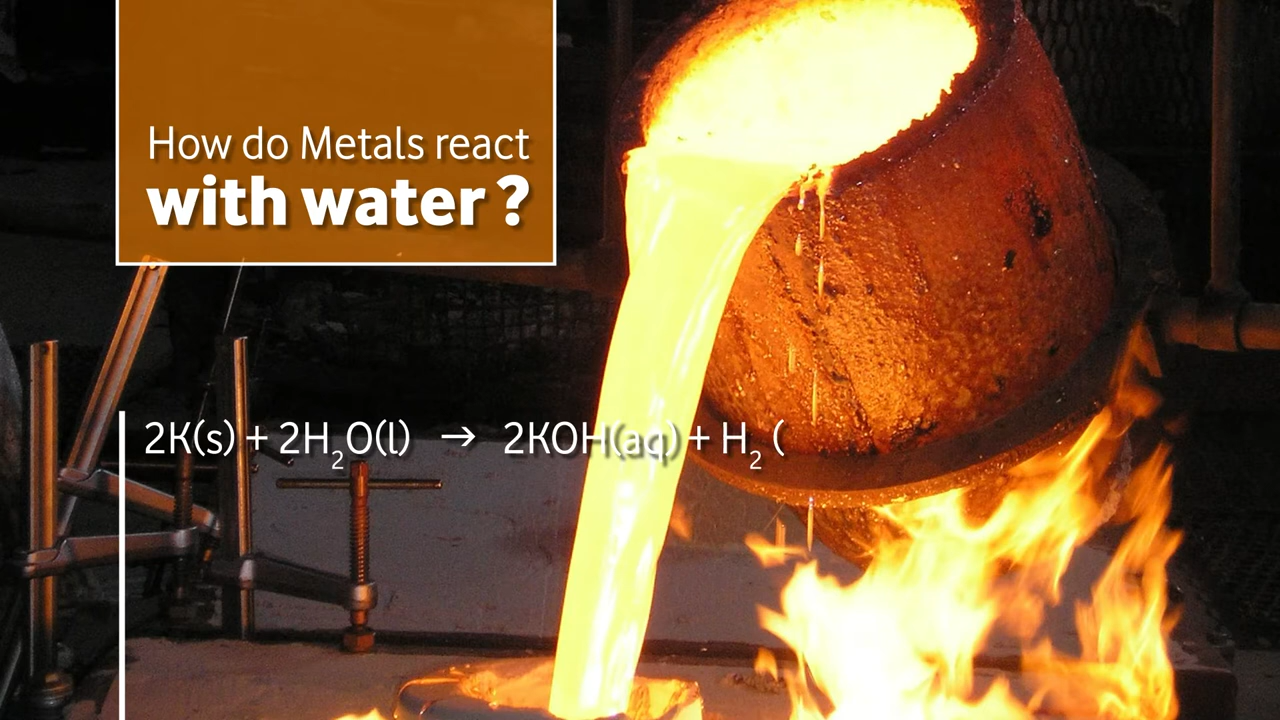 How do Metals react
with water ?
2K(s) + 2H₂O(l) → 2KOH(aq) + H₂ (